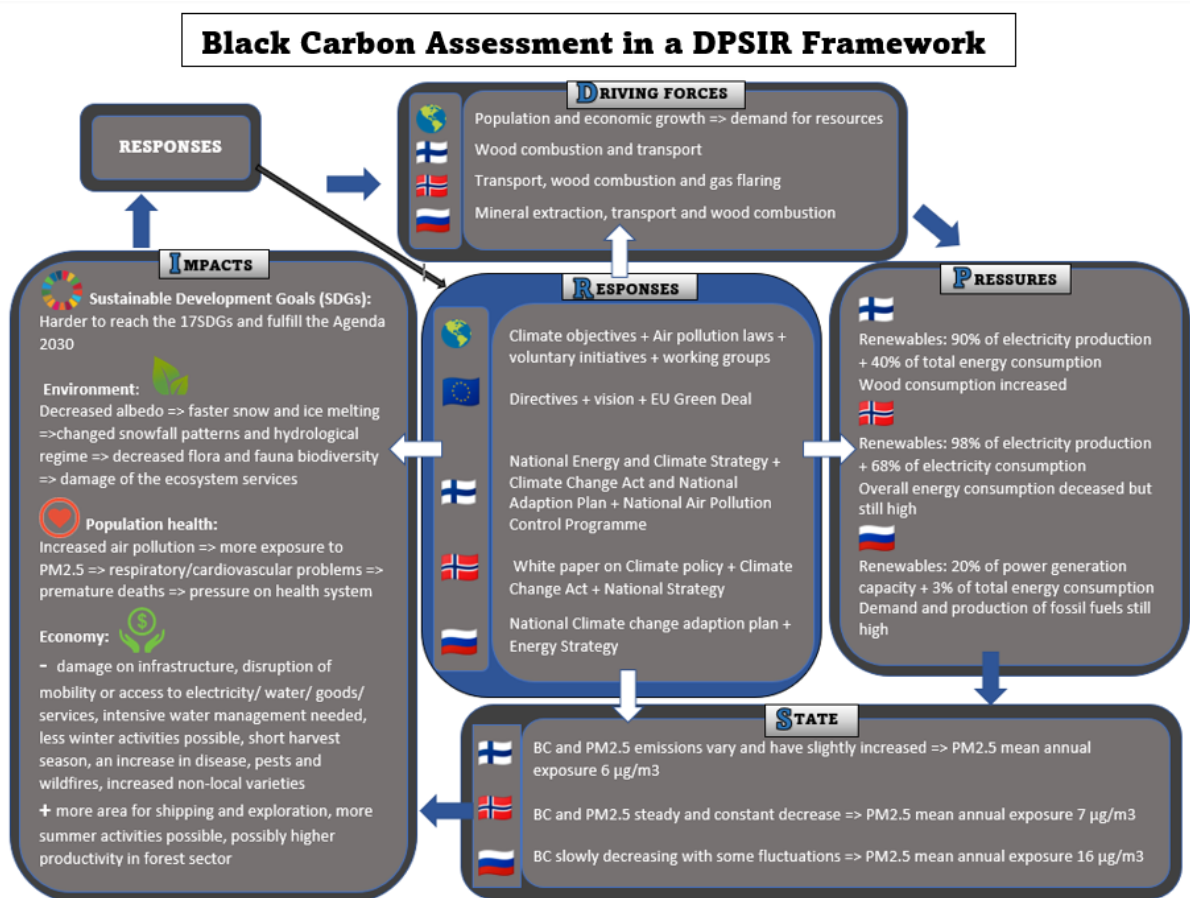 Black Carbon Assessment in a DPSIR Framework
RESPONSES
DRIVING FORCES
Population and economic growth => demand for resources
Wood combustion and transport
Transport, wood combustion and gas flaring
Mineral extraction, transport and wood combustion
IMPACTS
Sustainable Development Goals (SDGs):
Harder to reach the 17SDGs and fulfill the Agenda
2030
Environment:
Decreased albedo => faster snow and ice melting
=>changed snowfall patterns and hydrological
regime => decreased flora and fauna biodiversity
=> damage of the ecosystem services
Population health:
Increased air pollution => more exposure to
PM2.5 => respiratory/cardiovascular problems =>
premature deaths => pressure on health system
Economy:
$
- damage on infrastructure, disruption of
mobility or access to electricity/ water/ goods/
services, intensive water management needed,
less winter activities possible, short harvest
season, an increase in disease, pests and
wildfires, increased non-local varieties
+ more area for shipping and exploration, more
summer activities possible, possibly higher
productivity in forest sector
RESPONSES
Climate objectives + Air pollution laws +
voluntary initiatives + working groups
Directives + vision + EU Green Deal
National Energy and Climate Strategy +
Climate Change Act and National
Adaption Plan + National Air Pollution
Control Programme
White paper on Climate policy + Climate
Change Act + National Strategy
National Climate change adaption plan +
Energy Strategy
PRESSURES
Renewables: 90% of electricity production
+ 40% of total energy consumption
Wood consumption increased
Renewables: 98% of electricity production
+ 68% of electricity consumption
Overall energy consumption deceased but
still high
Renewables: 20% of power generation
capacity + 3% of total energy consumption
Demand and production of fossil fuels still
high
STATE
BC and PM2.5 emissions vary and have slightly increased => PM2.5 mean annual
exposure 6 µg/m3
BC and PM2.5 steady and constant decrease => PM2.5 mean annual exposure 7 µg/m3
BC slowly decreasing with some fluctuations => PM2.5 mean annual exposure 16 µg/m3